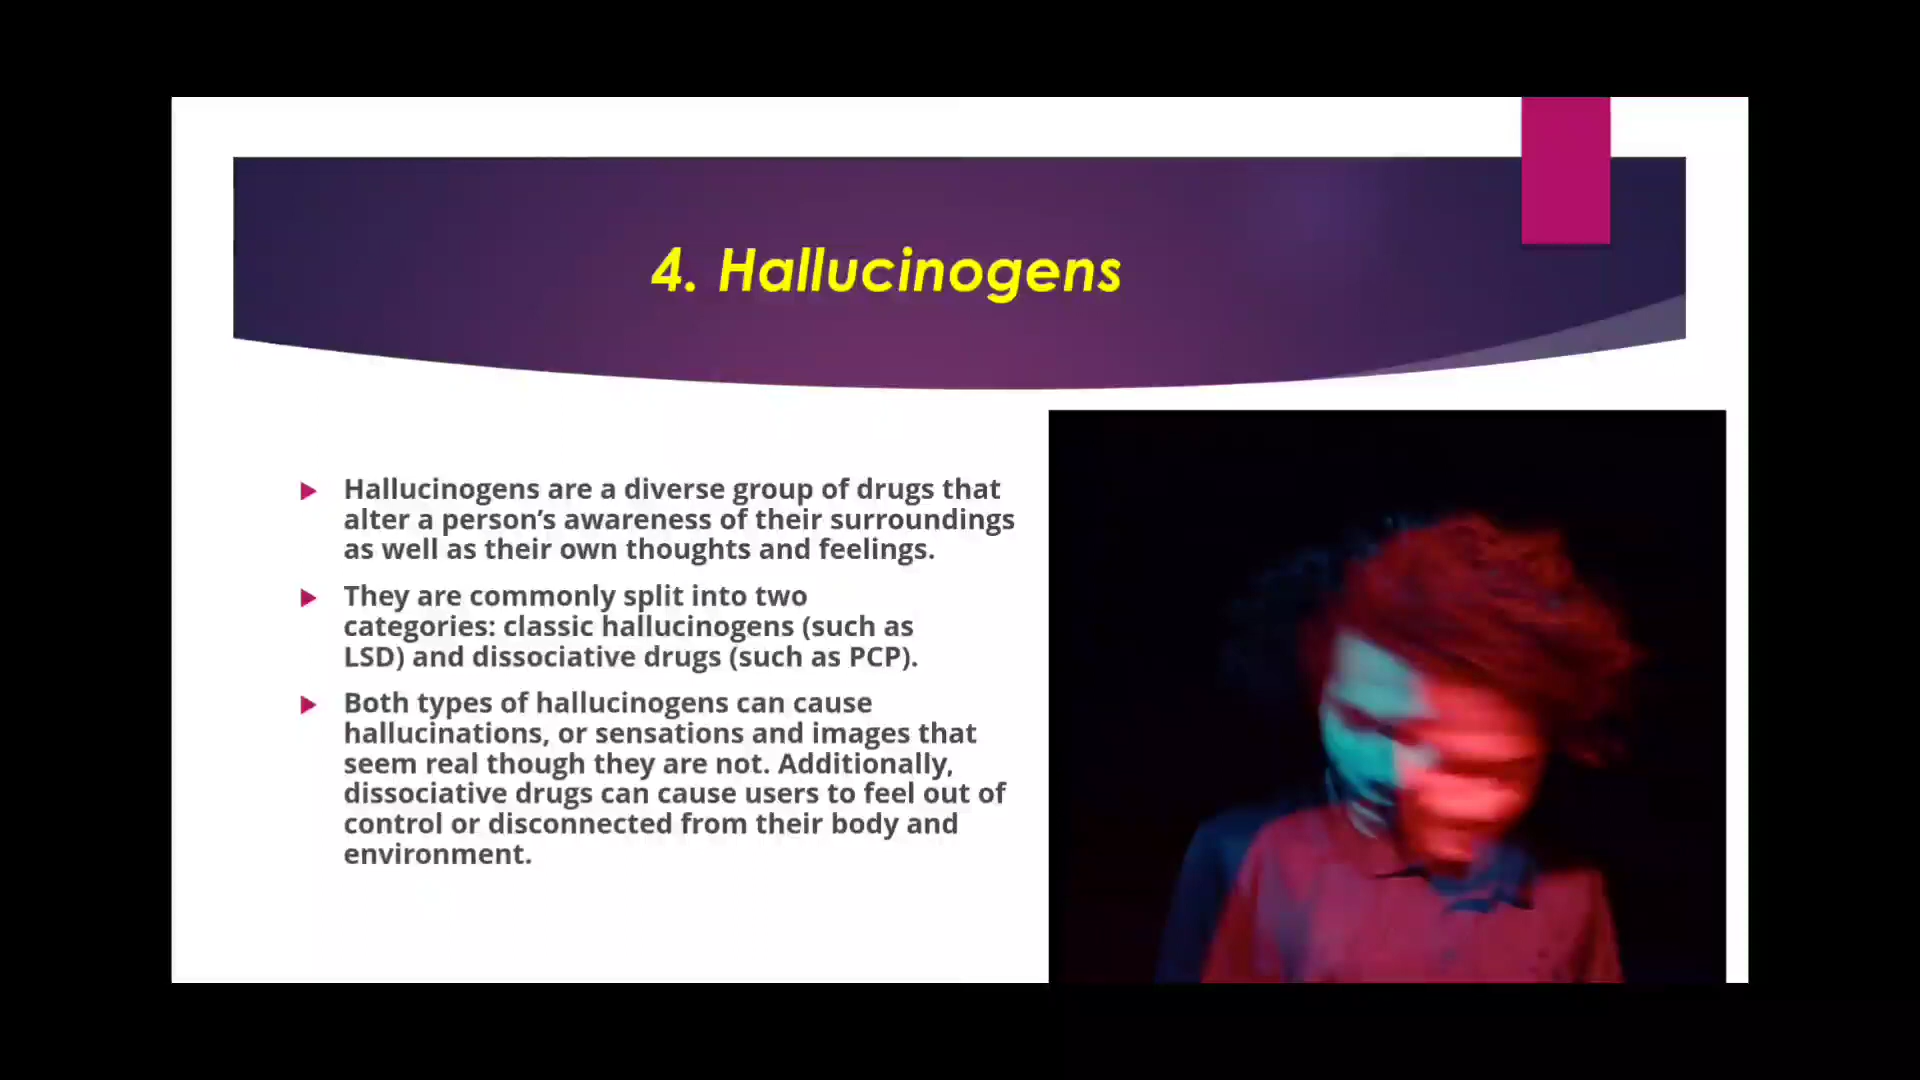 4. Hallucinogens
Hallucinogens are a diverse group of drugs that
alter a person’s awareness of their surroundings
as well as their own thoughts and feelings.
They are commonly split into two
categories: classic hallucinogens (such as
LSD) and dissociative drugs (such as PCP).
Both types of hallucinogens can cause
hallucinations, or sensations and images that
seem real though they are not. Additionally,
dissociative drugs can cause users to feel out of
control or disconnected from their body and
environment.